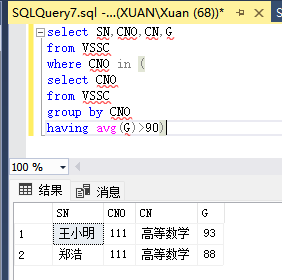 SQLQuery7.sql -...(XUAN\Xuan (68))*
select SN,CNO,CN,G
from VSSC
where CNO in (
select CNO
from VSSC
group by CNO
having avg(G)>90)
100 %
结果 消息
SN CNO CN G
1 王小明 111 高等数学 93
2 郑浩 111 高等数学 88